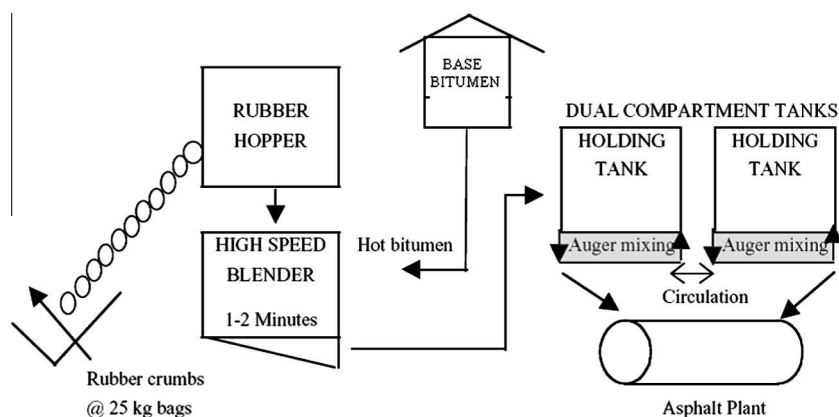 BASE
BITUMEN
RUBBER
HOPPER
DUAL COMPARTMENT TANKS
HOLDING
TANK
HOLDING
TANK
HIGH SPEED
BLENDER
1-2 Minutes
Hot bitumen
Auger mixing
Auger mixing
Circulation
Rubber crumbs
@ 25 kg bags
Asphalt Plant